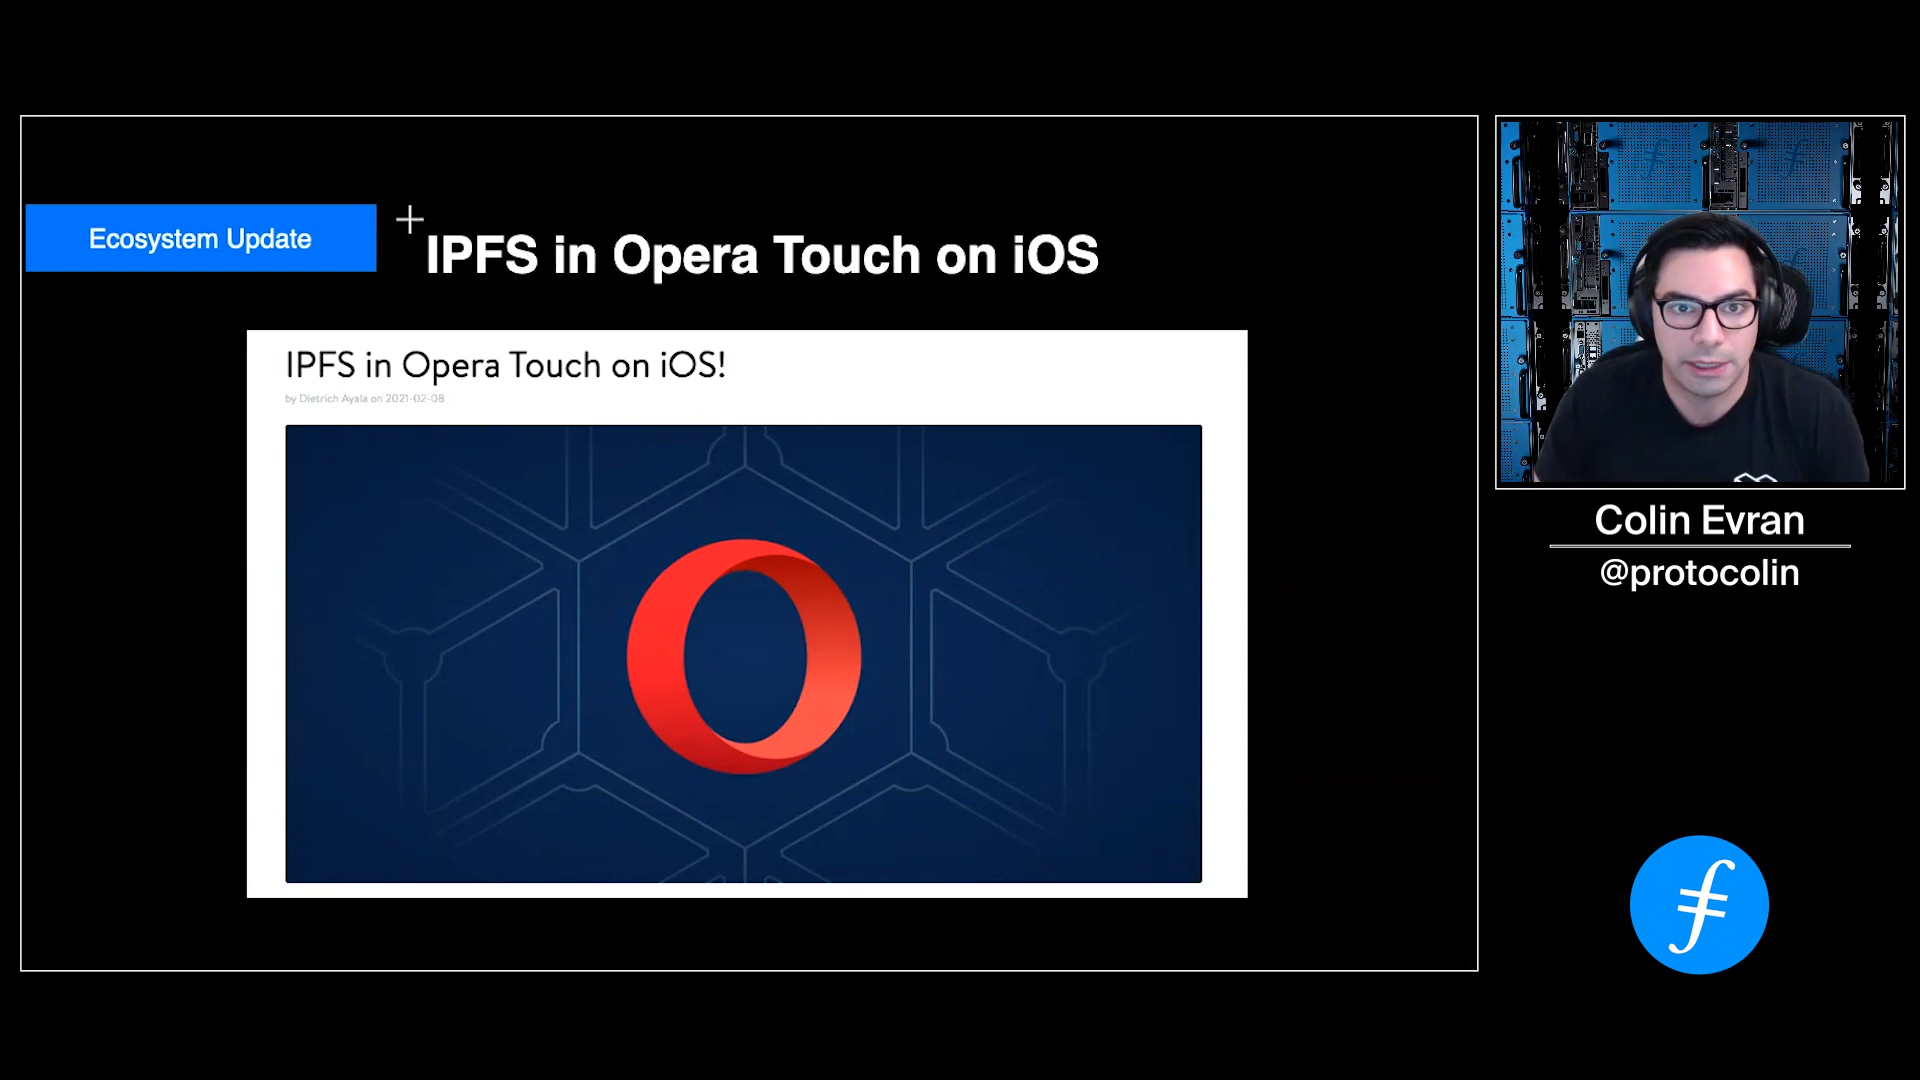 Ecosystem Update
IPFS in Opera Touch on iOS
IPFS in Opera Touch on iOS!
by Dietrich Ayala on 2021-02-08
Colin Evran
@protocolin